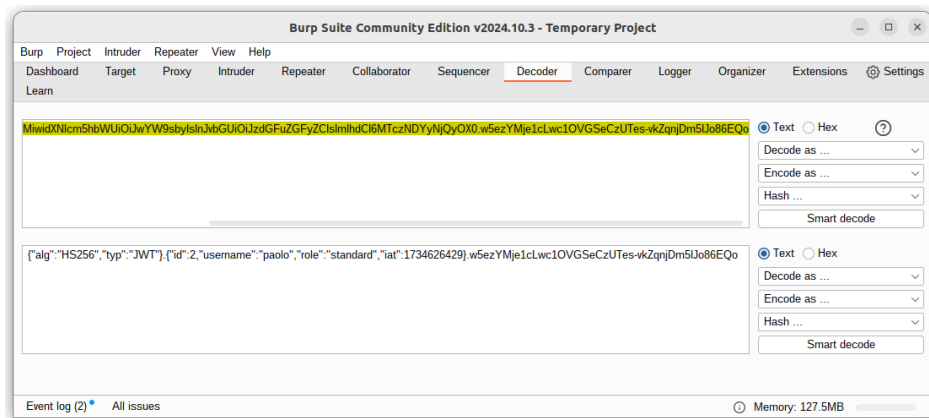 Burp Suite Community Edition v2024.10.3 - Temporary Project
Burp Project Intruder Repeater View Help
Dashboard Target Proxy Intruder Repeater Collaborator Sequencer Decoder Comparer Logger Organizer Extensions Settings
Learn
MiwidXNlcm5hbWUiOiJwYW9sbyIsInJvbGUiOiJzdGFuZGFyZCIsImlhdCI6MTczNDYyNjQyOX0.w5ezYMje1cLwc1OVGSeCzUTes-vkZqnjDm5lJo86EQo
Text Hex
Decode as ...
Encode as ...
Hash ...
Smart decode
{"alg":"HS256","typ":"JWT"}.{"id":2,"username":"paolo","role":"standard","iat":1734626429}.w5ezYMje1cLwc1OVGSeCzUTes-vkZqnjDm5lJo86EQo
Text Hex
Decode as ...
Encode as ...
Hash ...
Smart decode
Event log (2) All issues Memory: 127.5MB